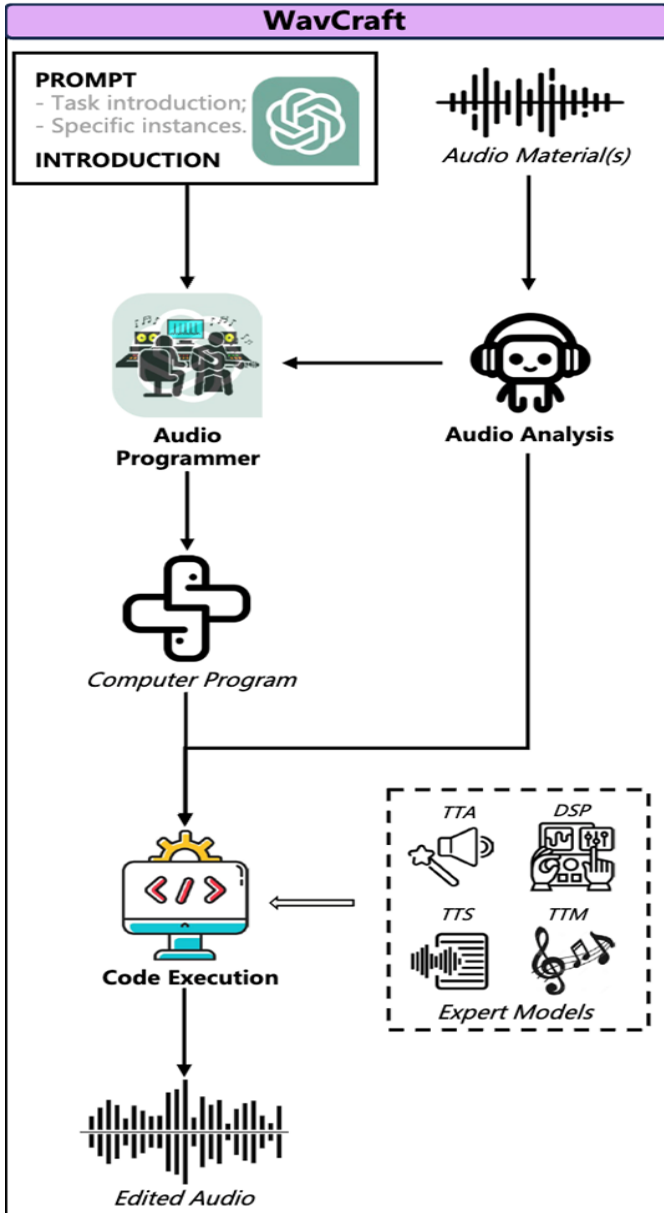 WavCraft
PROMPT
- Task introduction;
- Specific instances.
INTRODUCTION
Audio Material(s)
Audio
Programmer
Audio Analysis
Computer Program
TTA
DSP
TTS
TTM
Expert Models
Code Execution
Edited Audio